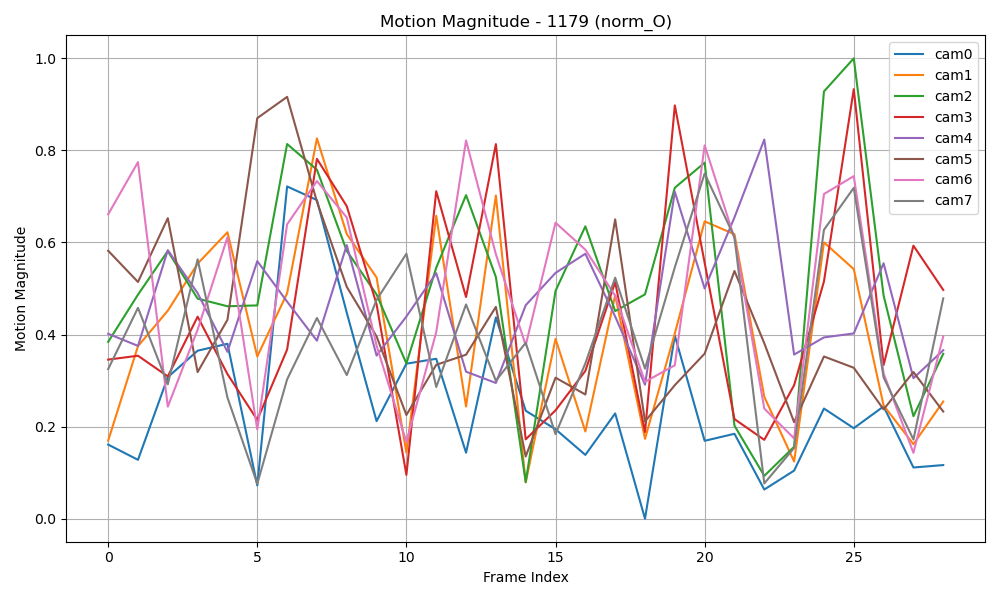 Motion Magnitude - 1179 (norm_O)
Motion Magnitude
1.0
0.8
0.6
0.4
0.2
0.0
0 5 10 15 20 25
Frame Index
cam0
cam1
cam2
cam3
cam4
cam5
cam6
cam7